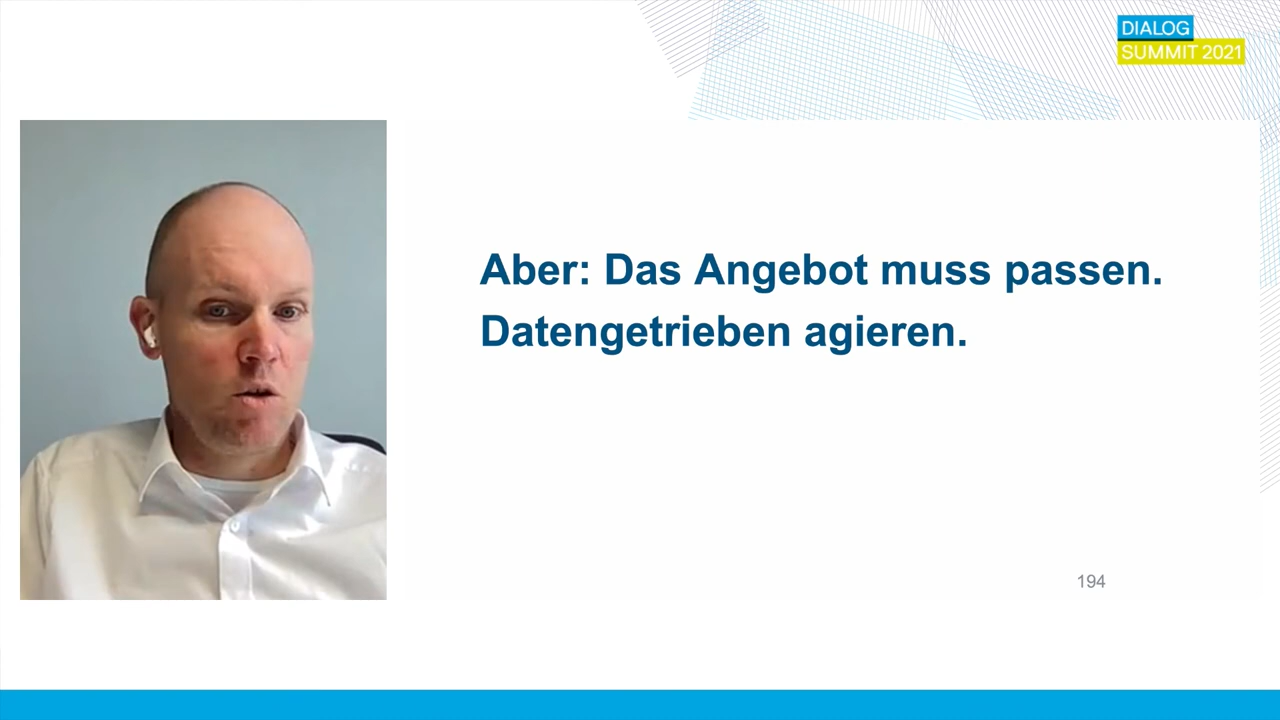 DIALOG
SUMMIT 2021
Aber: Das Angebot muss passen.
Datengetrieben agieren.
194